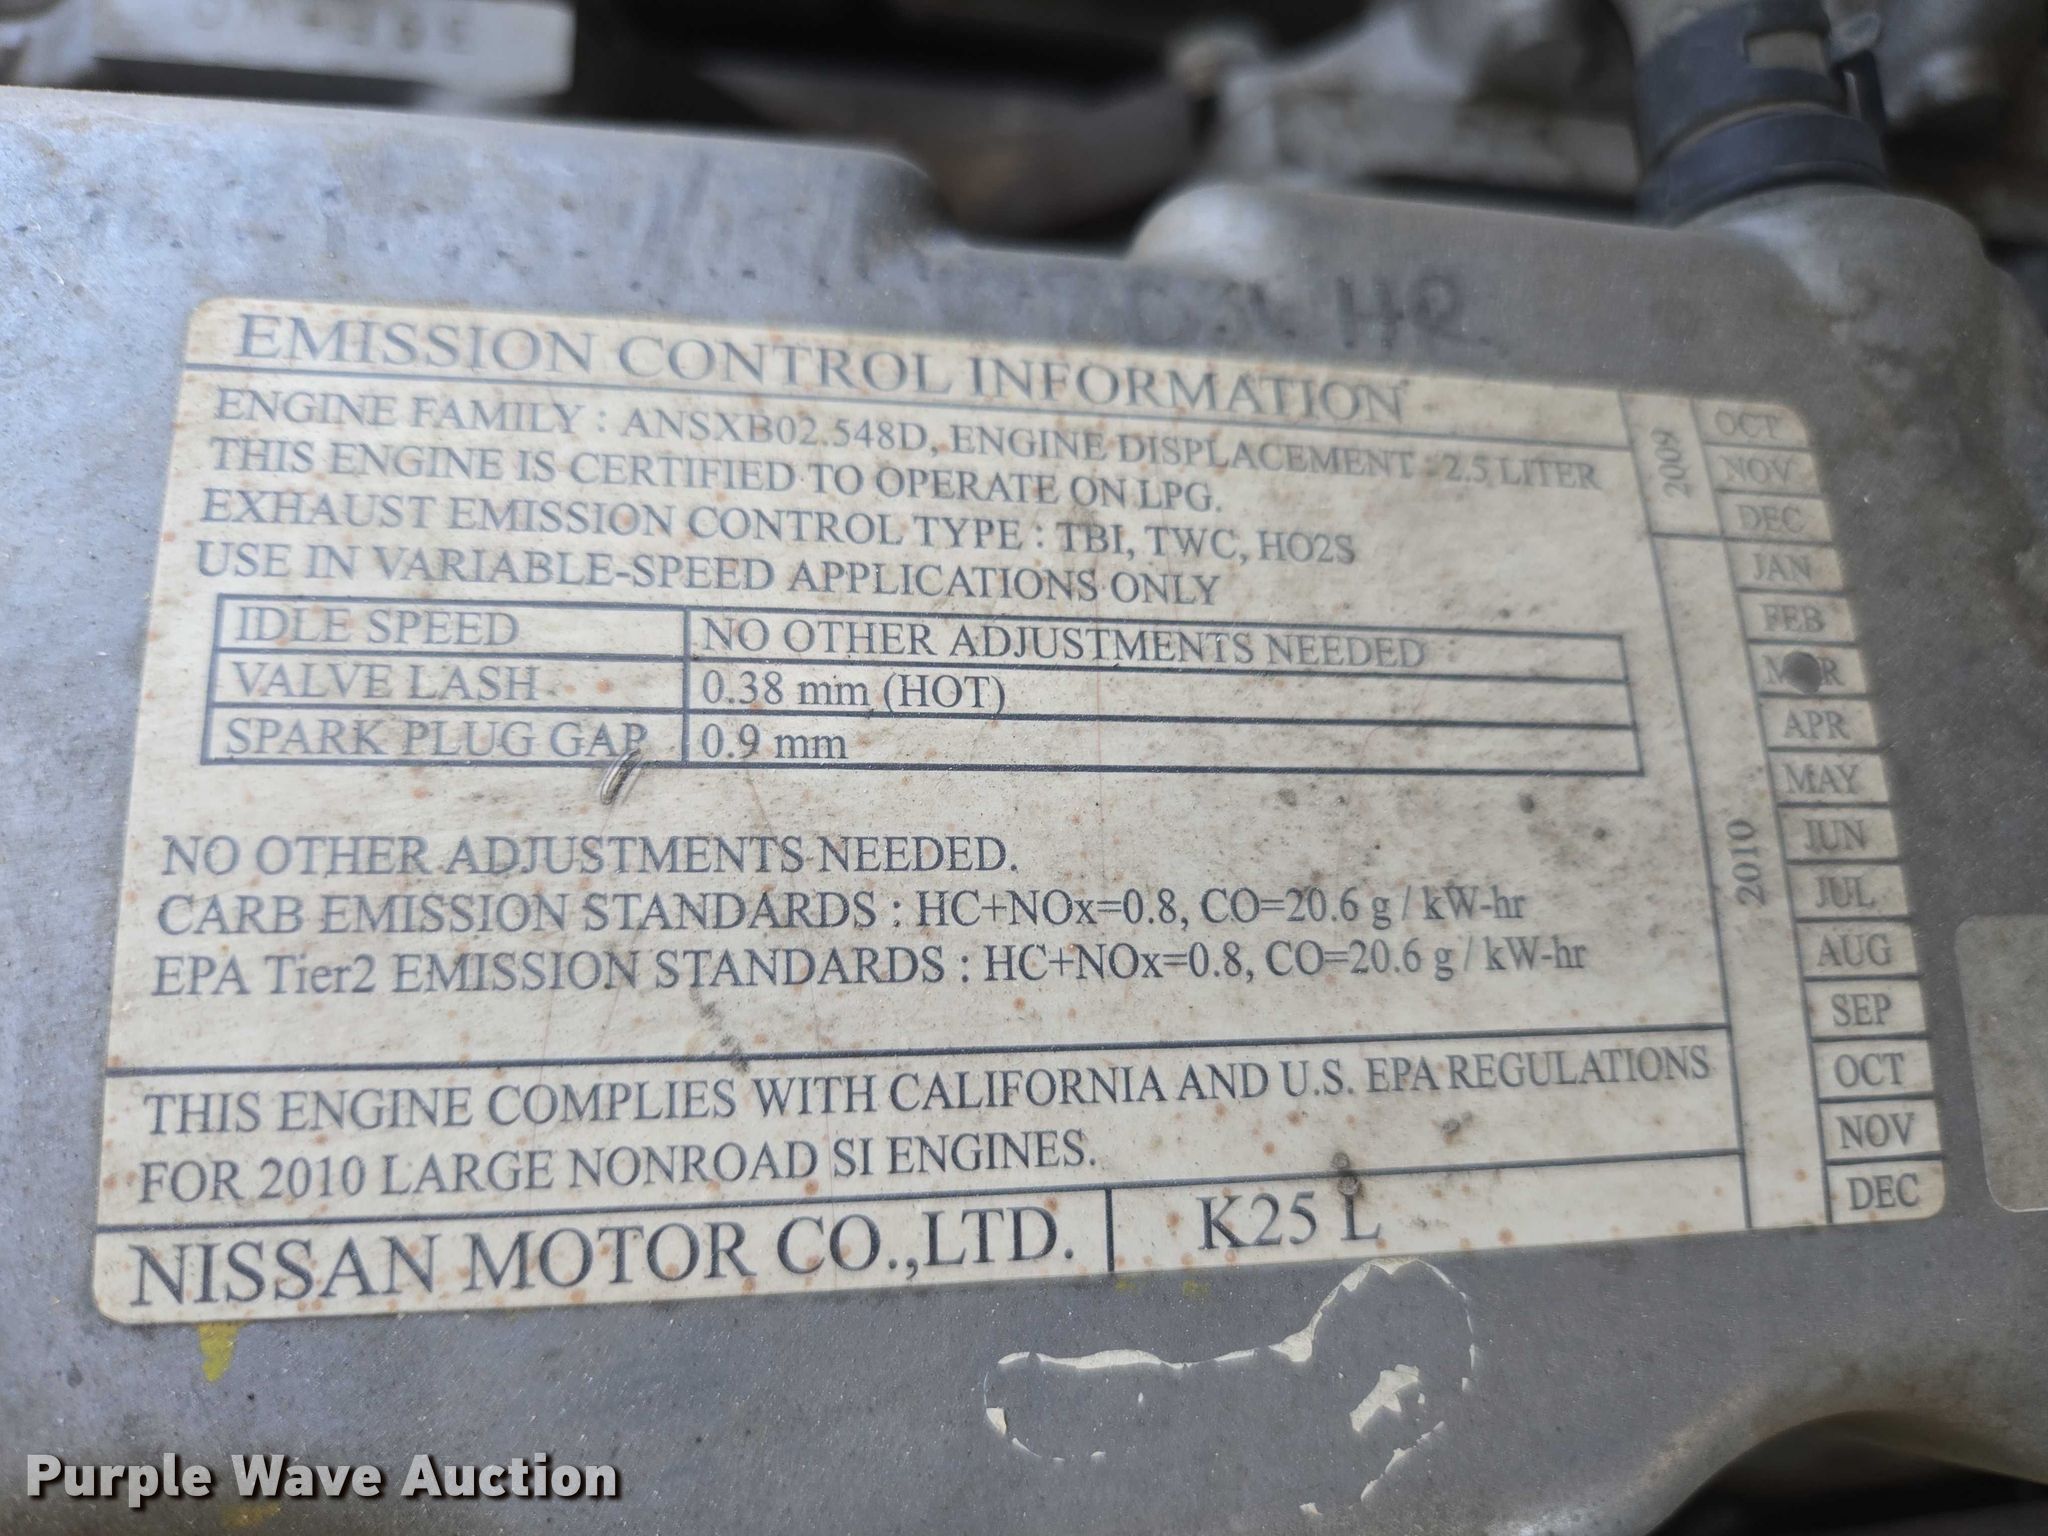 EMISSION CONTROL INFORMATION
ENGINE FAMILY : ANSXB02.548D, ENGINE DISPLACEMENT : 2.5 LITER
THIS ENGINE IS CERTIFIED TO OPERATE ON LPG.
EXHAUST EMISSION CONTROL TYPE : TBI, TWC, HO2S
USE IN VARIABLE-SPEED APPLICATIONS ONLY
IDLE SPEED NO OTHER ADJUSTMENTS NEEDED
VALVE LASH 0.38 mm (HOT)
SPARK PLUG GAP 0.9 mm
NO OTHER ADJUSTMENTS NEEDED.
CARB EMISSION STANDARDS : HC+NOx=0.8, CO=20.6 g / kW-hr
EPA Tier2 EMISSION STANDARDS : HC+NOx=0.8, CO=20.6 g / kW-hr
THIS ENGINE COMPLIES WITH CALIFORNIA AND U.S. EPA REGULATIONS
FOR 2010 LARGE NONROAD SI ENGINES.
NISSAN MOTOR CO.,LTD. K25 L
2009
OCT
NOV
DEC
2010
JAN
FEB
MAR
APR
MAY
JUN
JUL
AUG
SEP
OCT
NOV
DEC
Purple Wave Auction